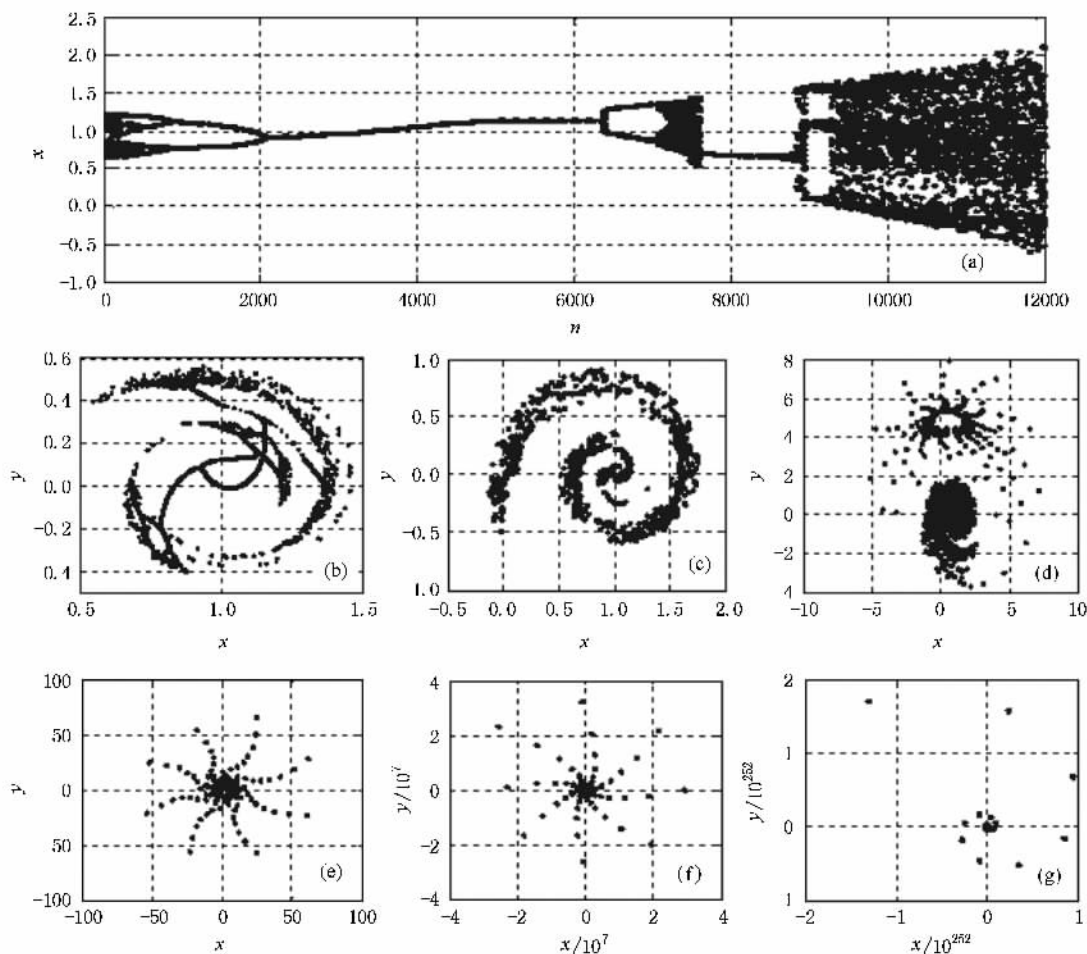 2.5
2.0
1.5
1.0
0.5
0.0
−0.5
−1.0
x
(a)
0 2000 4000 6000 8000 10000 12000
n
0.6
0.4
0.2
0.0
−0.2
0.4
y
(b)
0.5 1.0 1.5
x
1.0
0.5
0.0
−0.5
1.0
y
(c)
−0.5 0.0 0.5 1.0 1.5 2.0
x
8
6
4
2
0
−2
4
y
(d)
−10 −5 0 5 10
x
100
50
0
−50
−100
y
(e)
−100 −50 0 50 100
x
4
2
0
−2
−4
y/10^7
(f)
−4 −2 0 2 4
x/10^7
2
1
0
1
y/10^252
(g)
−2 −1 0 1
x/10^252